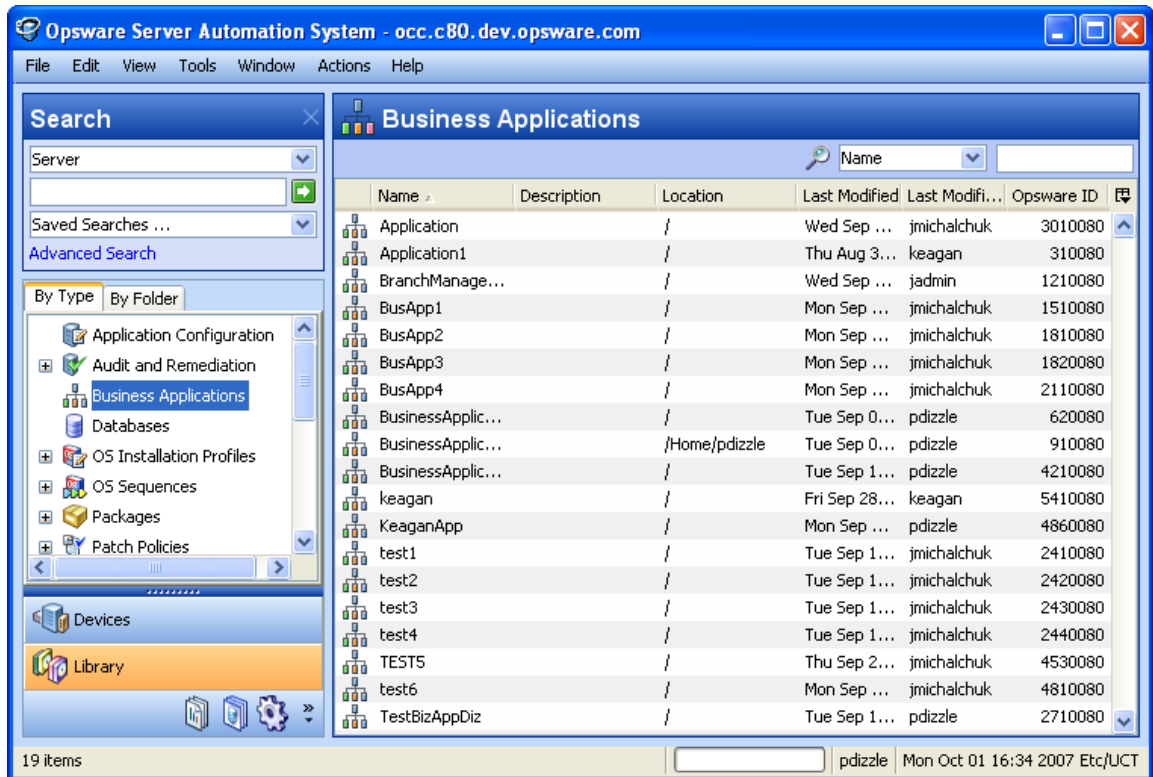 Opsware Server Automation System - occ.c80.dev.opsware.com
File Edit View Tools Window Actions Help
Search
Server
Saved Searches ...
Advanced Search
By Type By Folder
Application Configuration
Audit and Remediation
Business Applications
Databases
OS Installation Profiles
OS Sequences
Packages
Patch Policies
Devices
Library
Business Applications
Name
Name Description Location Last Modified Last Modifi... Opsware ID
Application / Wed Sep ... jmichalchuk 3010080
Application1 / Thu Aug 3... keagan 310080
BranchManage... / Wed Sep ... jadmin 1210080
BusApp1 / Mon Sep ... jmichalchuk 1510080
BusApp2 / Mon Sep ... jmichalchuk 1810080
BusApp3 / Mon Sep ... jmichalchuk 1820080
BusApp4 / Mon Sep ... jmichalchuk 2110080
BusinessApplic... / Tue Sep 0... pdizzle 620080
BusinessApplic... /Home/pdizzle Tue Sep 0... pdizzle 910080
BusinessApplic... / Tue Sep 1... pdizzle 4210080
keagan / Fri Sep 28... keagan 5410080
KeaganApp / Mon Sep ... pdizzle 4860080
test1 / Tue Sep 1... jmichalchuk 2410080
test2 / Tue Sep 1... jmichalchuk 2420080
test3 / Tue Sep 1... jmichalchuk 2430080
test4 / Tue Sep 1... jmichalchuk 2440080
TEST5 / Thu Sep 2... jmichalchuk 4530080
test6 / Mon Sep ... jmichalchuk 4810080
TestBizAppDiz / Tue Sep 1... pdizzle 2710080
19 items pdizzle Mon Oct 01 16:34 2007 Etc/UCT